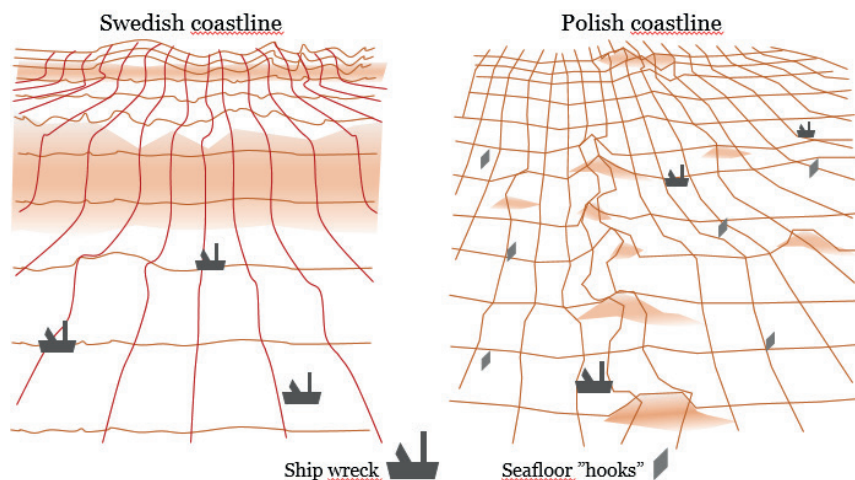 Swedish coastline
Polish coastline
Ship wreck
Seafloor ”hooks”